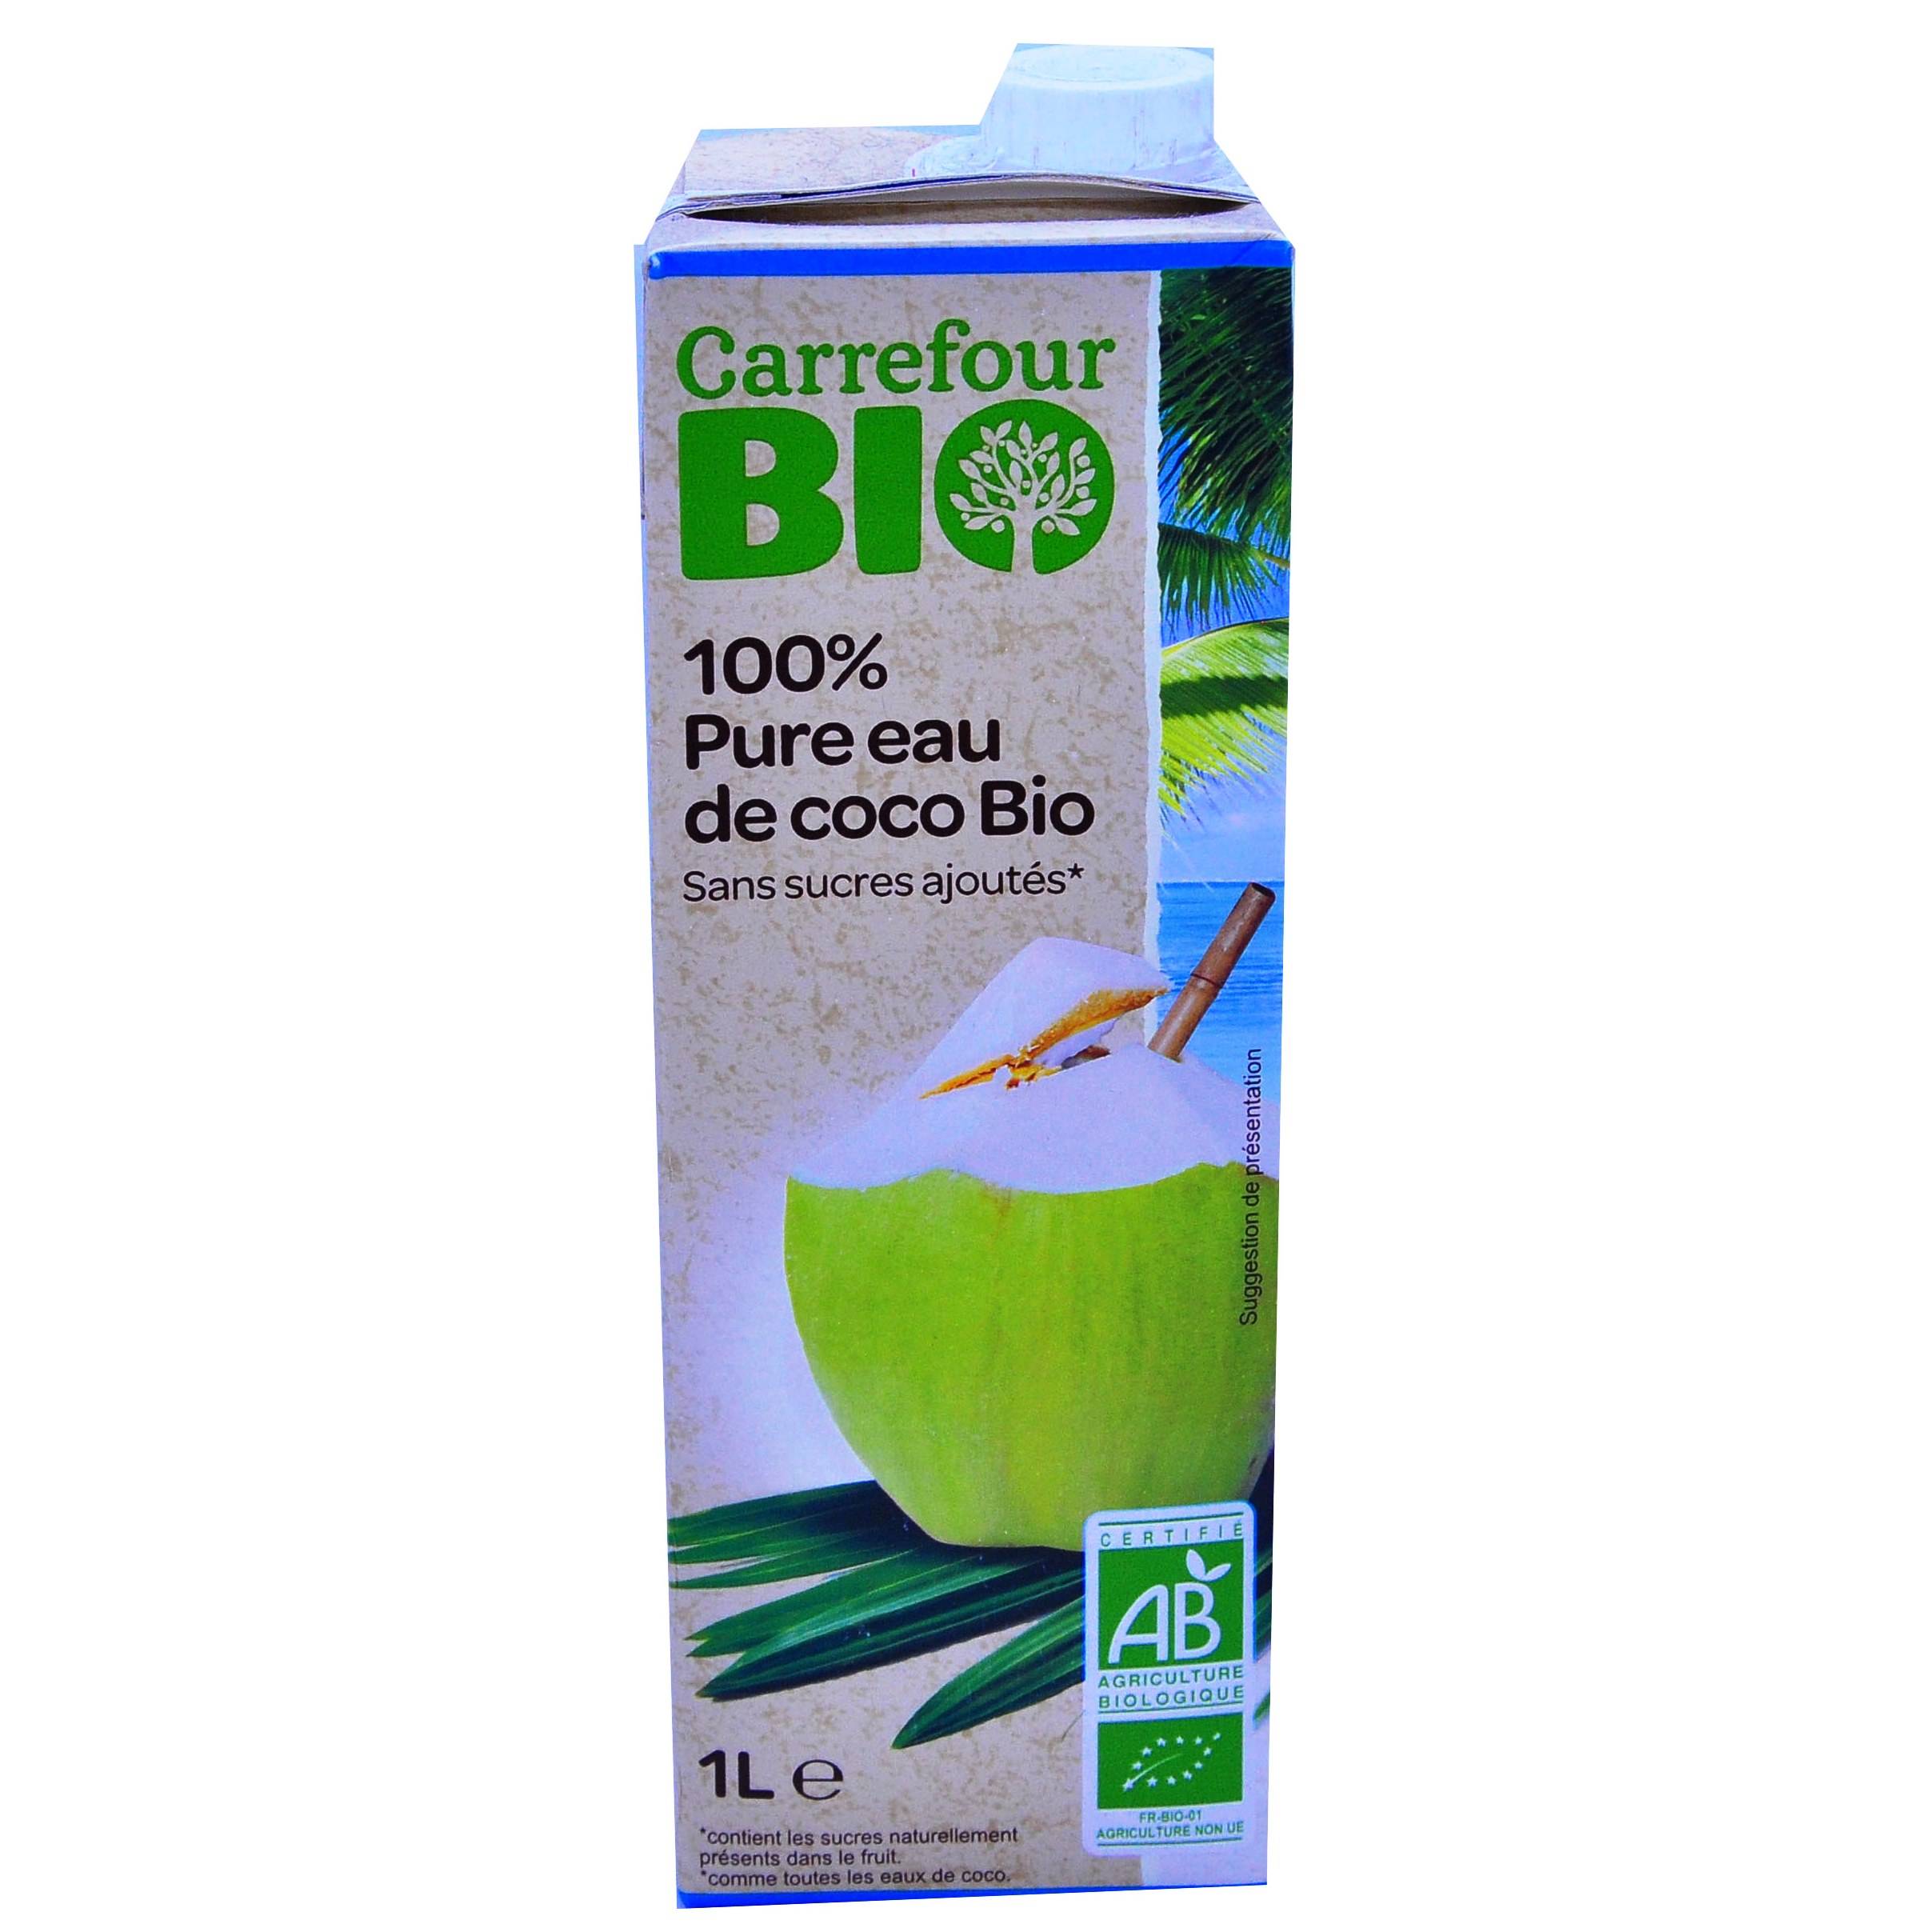 Carrefour
BIO
100%
Pure eau
de coco Bio
Sans sucres ajoutés*
Suggestion de présentation
CERTIFIÉ
AB
AGRICULTURE
BIOLOGIQUE
FR-BIO-01
AGRICULTURE NON UE
1L ℮
*contient les sucres naturellement
présents dans le fruit.
*comme toutes les eaux de coco.